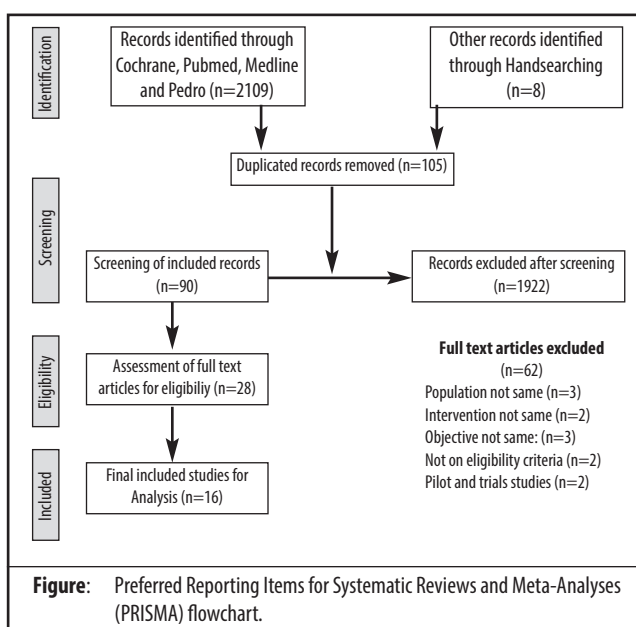 Identification
Records identified through
Cochrane, Pubmed, Medline
and Pedro (n=2109)
Other records identified
through Handsearching
(n=8)
Duplicated records removed (n=105)
Screening
Screening of included records
(n=90)
Records excluded after screening
(n=1922)
Eligibility
Assessment of full text
articles for eligibiliy (n=28)
Full text articles excluded
(n=62)
Population not same (n=3)
Intervention not same (n=2)
Objective not same: (n=3)
Not on eligibility criteria (n=2)
Pilot and trials studies (n=2)
Included
Final included studies for
Analysis (n=16)
Figure: Preferred Reporting Items for Systematic Reviews and Meta-Analyses
(PRISMA) flowchart.